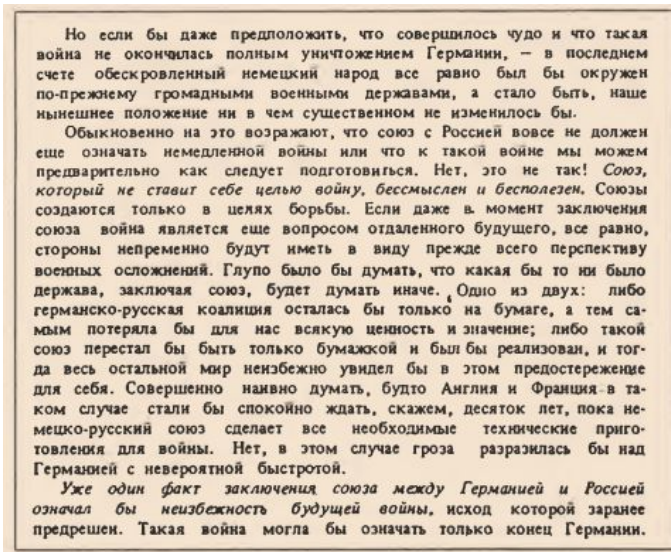 Но если бы даже предположить, что совершилось чудо и что такая
война не окончилась полным уничтожением Германии, — в последнем
счете обескровленный немецкий народ все равно был бы окружен
по-прежнему громадными военными державами, а стало быть, наше
нынешнее положение ни в чем существенном не изменилось бы.
Обыкновенно на это возражают, что союз с Россией вовсе не должен
еще означать немедленной войны или что к такой войне мы можем
предварительно как следует подготовиться. Нет, это не так! Союз,
который не ставит себе целью войну, бессмыслен и бесполезен. Союзы
создаются только в целях борьбы. Если даже в момент заключения
союза война является еще вопросом отдаленного будущего, все равно,
стороны непременно будут иметь в виду прежде всего перспективу
военных осложнений. Глупо было бы думать, что какая бы то ни было
держава, заключая союз, будет думать иначе. Одно из двух: либо
германско-русская коалиция осталась бы только на бумаге, а тем са-
мым потеряла бы для нас всякую ценность и значение; либо такой
союз перестал бы быть только бумажкой и был бы реализован, и тог-
да весь остальной мир неизбежно увидел бы в этом предостережение
для себя. Совершенно наивно думать, будто Англия и Франция в та-
ком случае стали бы спокойно ждать, скажем, десяток лет, пока не-
мецко-русский союз сделает все необходимые технические приго-
товления для войны. Нет, в этом случае гроза разразилась бы над
Германией с невероятной быстротой.
Уже один факт заключения союза между Германией и Россией
означал бы неизбежность будущей войны, исход которой заранее
предрешен. Такая война могла бы означать только конец Германии.